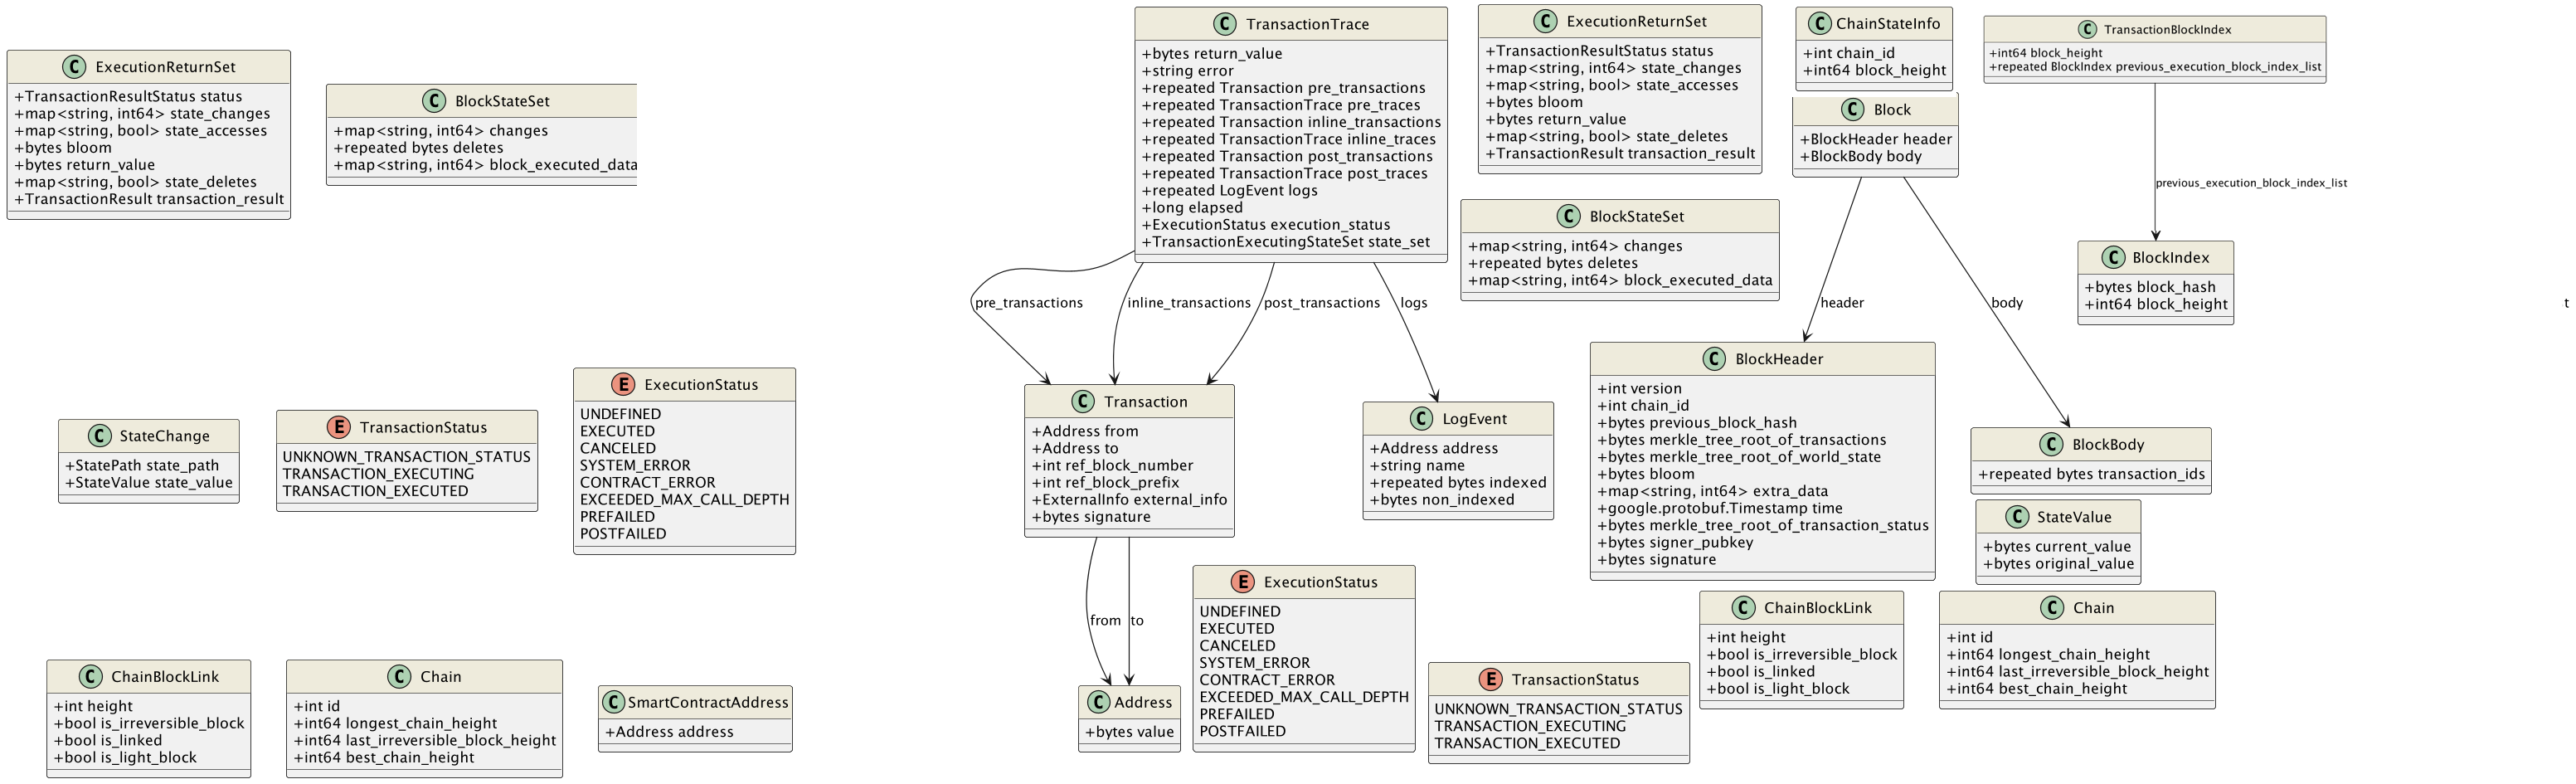 C ExecutionReturnSet
+TransactionResultStatus status
+map<string, int64> state_changes
+map<string, bool> state_accesses
+bytes bloom
+bytes return_value
+map<string, bool> state_deletes
+TransactionResult transaction_result
C BlockStateSet
+map<string, int64> changes
+repeated bytes deletes
+map<string, int64> block_executed_data
C TransactionTrace
+bytes return_value
+string error
+repeated Transaction pre_transactions
+repeated TransactionTrace pre_traces
+repeated Transaction inline_transactions
+repeated TransactionTrace inline_traces
+repeated Transaction post_transactions
+repeated TransactionTrace post_traces
+repeated LogEvent logs
+long elapsed
+ExecutionStatus execution_status
+TransactionExecutingStateSet state_set
C ExecutionReturnSet
+TransactionResultStatus status
+map<string, int64> state_changes
+map<string, bool> state_accesses
+bytes bloom
+bytes return_value
+map<string, bool> state_deletes
+TransactionResult transaction_result
C ChainStateInfo
+int chain_id
+int64 block_height
C Block
+BlockHeader header
+BlockBody body
C TransactionBlockIndex
+int64 block_height
+repeated BlockIndex previous_execution_block_index_list
previous_execution_block_index_list
C BlockStateSet
+map<string, int64> changes
+repeated bytes deletes
+map<string, int64> block_executed_data
C BlockIndex
+bytes block_hash
+int64 block_height
pre_transactions
inline_transactions
post_transactions
logs
header
body
t
C StateChange
+StatePath state_path
+StateValue state_value
E TransactionStatus
UNKNOWN_TRANSACTION_STATUS
TRANSACTION_EXECUTING
TRANSACTION_EXECUTED
E ExecutionStatus
UNDEFINED
EXECUTED
CANCELED
SYSTEM_ERROR
CONTRACT_ERROR
EXCEEDED_MAX_CALL_DEPTH
PREFAILED
POSTFAILED
C Transaction
+Address from
+Address to
+int ref_block_number
+int ref_block_prefix
+ExternalInfo external_info
+bytes signature
C LogEvent
+Address address
+string name
+repeated bytes indexed
+bytes non_indexed
C BlockHeader
+int version
+int chain_id
+bytes previous_block_hash
+bytes merkle_tree_root_of_transactions
+bytes merkle_tree_root_of_world_state
+bytes bloom
+map<string, int64> extra_data
+google.protobuf.Timestamp time
+bytes merkle_tree_root_of_transaction_status
+bytes signer_pubkey
+bytes signature
C BlockBody
+repeated bytes transaction_ids
C StateValue
+bytes current_value
+bytes original_value
from
to
C ChainBlockLink
+int height
+bool is_irreversible_block
+bool is_linked
+bool is_light_block
C Chain
+int id
+int64 longest_chain_height
+int64 last_irreversible_block_height
+int64 best_chain_height
C SmartContractAddress
+Address address
C Address
+bytes value
E ExecutionStatus
UNDEFINED
EXECUTED
CANCELED
SYSTEM_ERROR
CONTRACT_ERROR
EXCEEDED_MAX_CALL_DEPTH
PREFAILED
POSTFAILED
E TransactionStatus
UNKNOWN_TRANSACTION_STATUS
TRANSACTION_EXECUTING
TRANSACTION_EXECUTED
C ChainBlockLink
+int height
+bool is_irreversible_block
+bool is_linked
+bool is_light_block
C Chain
+int id
+int64 longest_chain_height
+int64 last_irreversible_block_height
+int64 best_chain_height